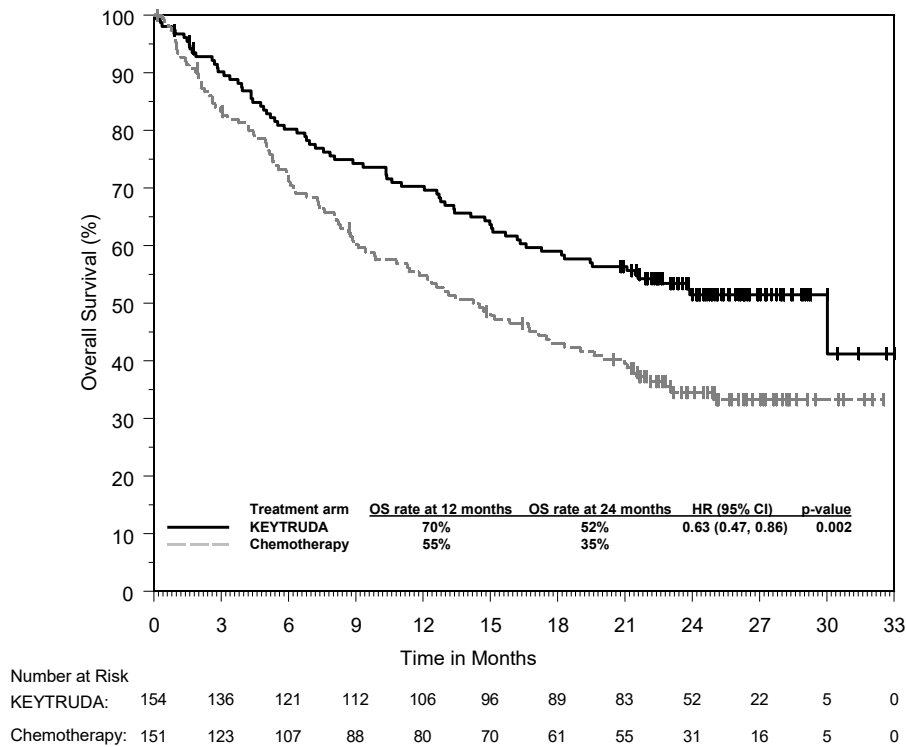 100
90
80
70
60
50
40
30
20
10
0
Overall Survival (%)
Treatment arm OS rate at 12 months OS rate at 24 months HR (95% CI) p-value
KEYTRUDA 70% 52% 0.63 (0.47, 0.86) 0.002
Chemotherapy 55% 35%
0 3 6 9 12 15 18 21 24 27 30 33
Time in Months
Number at Risk
KEYTRUDA: 154 136 121 112 106 96 89 83 52 22 5 0
Chemotherapy: 151 123 107 88 80 70 61 55 31 16 5 0